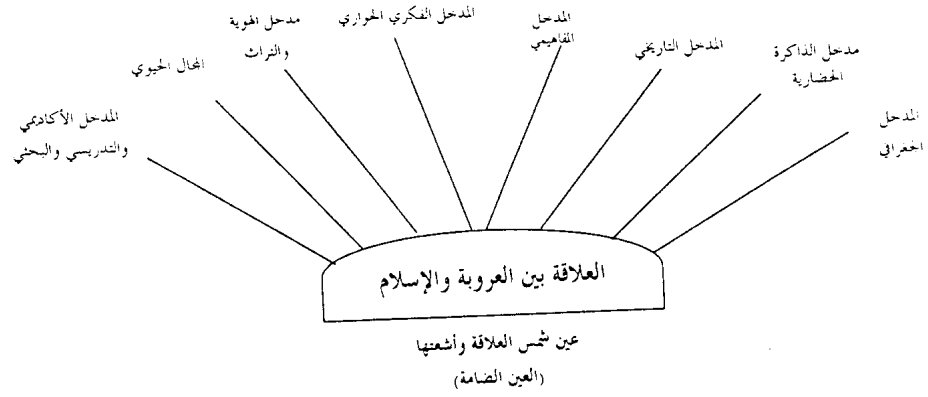 المدخل
الجغرافي
مدخل الذاكرة
الحضارية
المدخل التاريخي
المدخل
المفاهيمي
المدخل الفكري الحواري
مدخل الهوية
والتراث
المجال الحيوي
المدخل الأكاديمي
والتدريسي والبحثي
العلاقة بين العروبة والإسلام
عين شمس العلاقة وأشعتها
(العين الضامة)